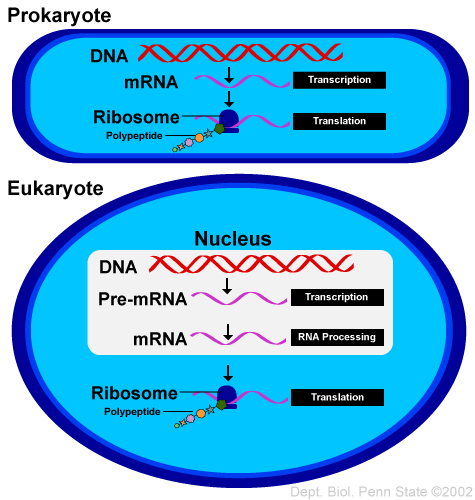 Prokaryote
DNA
mRNA
Transcription
Ribosome
Translation
Polypeptide
Eukaryote
Nucleus
DNA
Pre-mRNA
Transcription
mRNA
RNA Processing
Ribosome
Translation
Polypeptide
Dept. Biol. Penn State ©2002